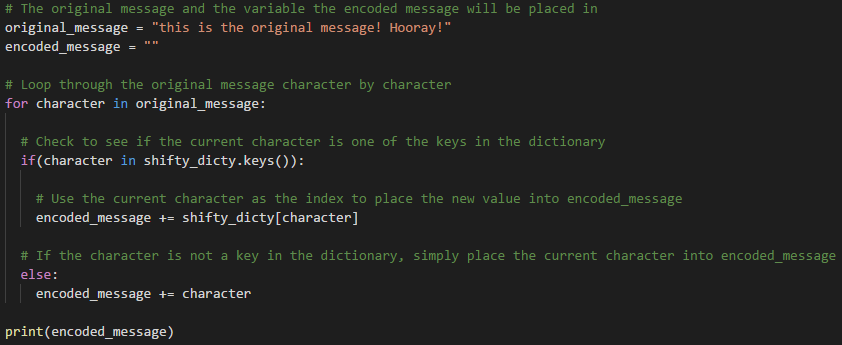 # The original message and the variable the encoded message will be placed in
original_message = "this is the original message! Hooray!"
encoded_message = ""
# Loop through the original message character by character
for character in original_message:
# Check to see if the current character is one of the keys in the dictionary
if(character in shifty_dicty.keys()):
# Use the current character as the index to place the new value into encoded_message
encoded_message += shifty_dicty[character]
# If the character is not a key in the dictionary, simply place the current character into encoded_message
else:
encoded_message += character
print(encoded_message)